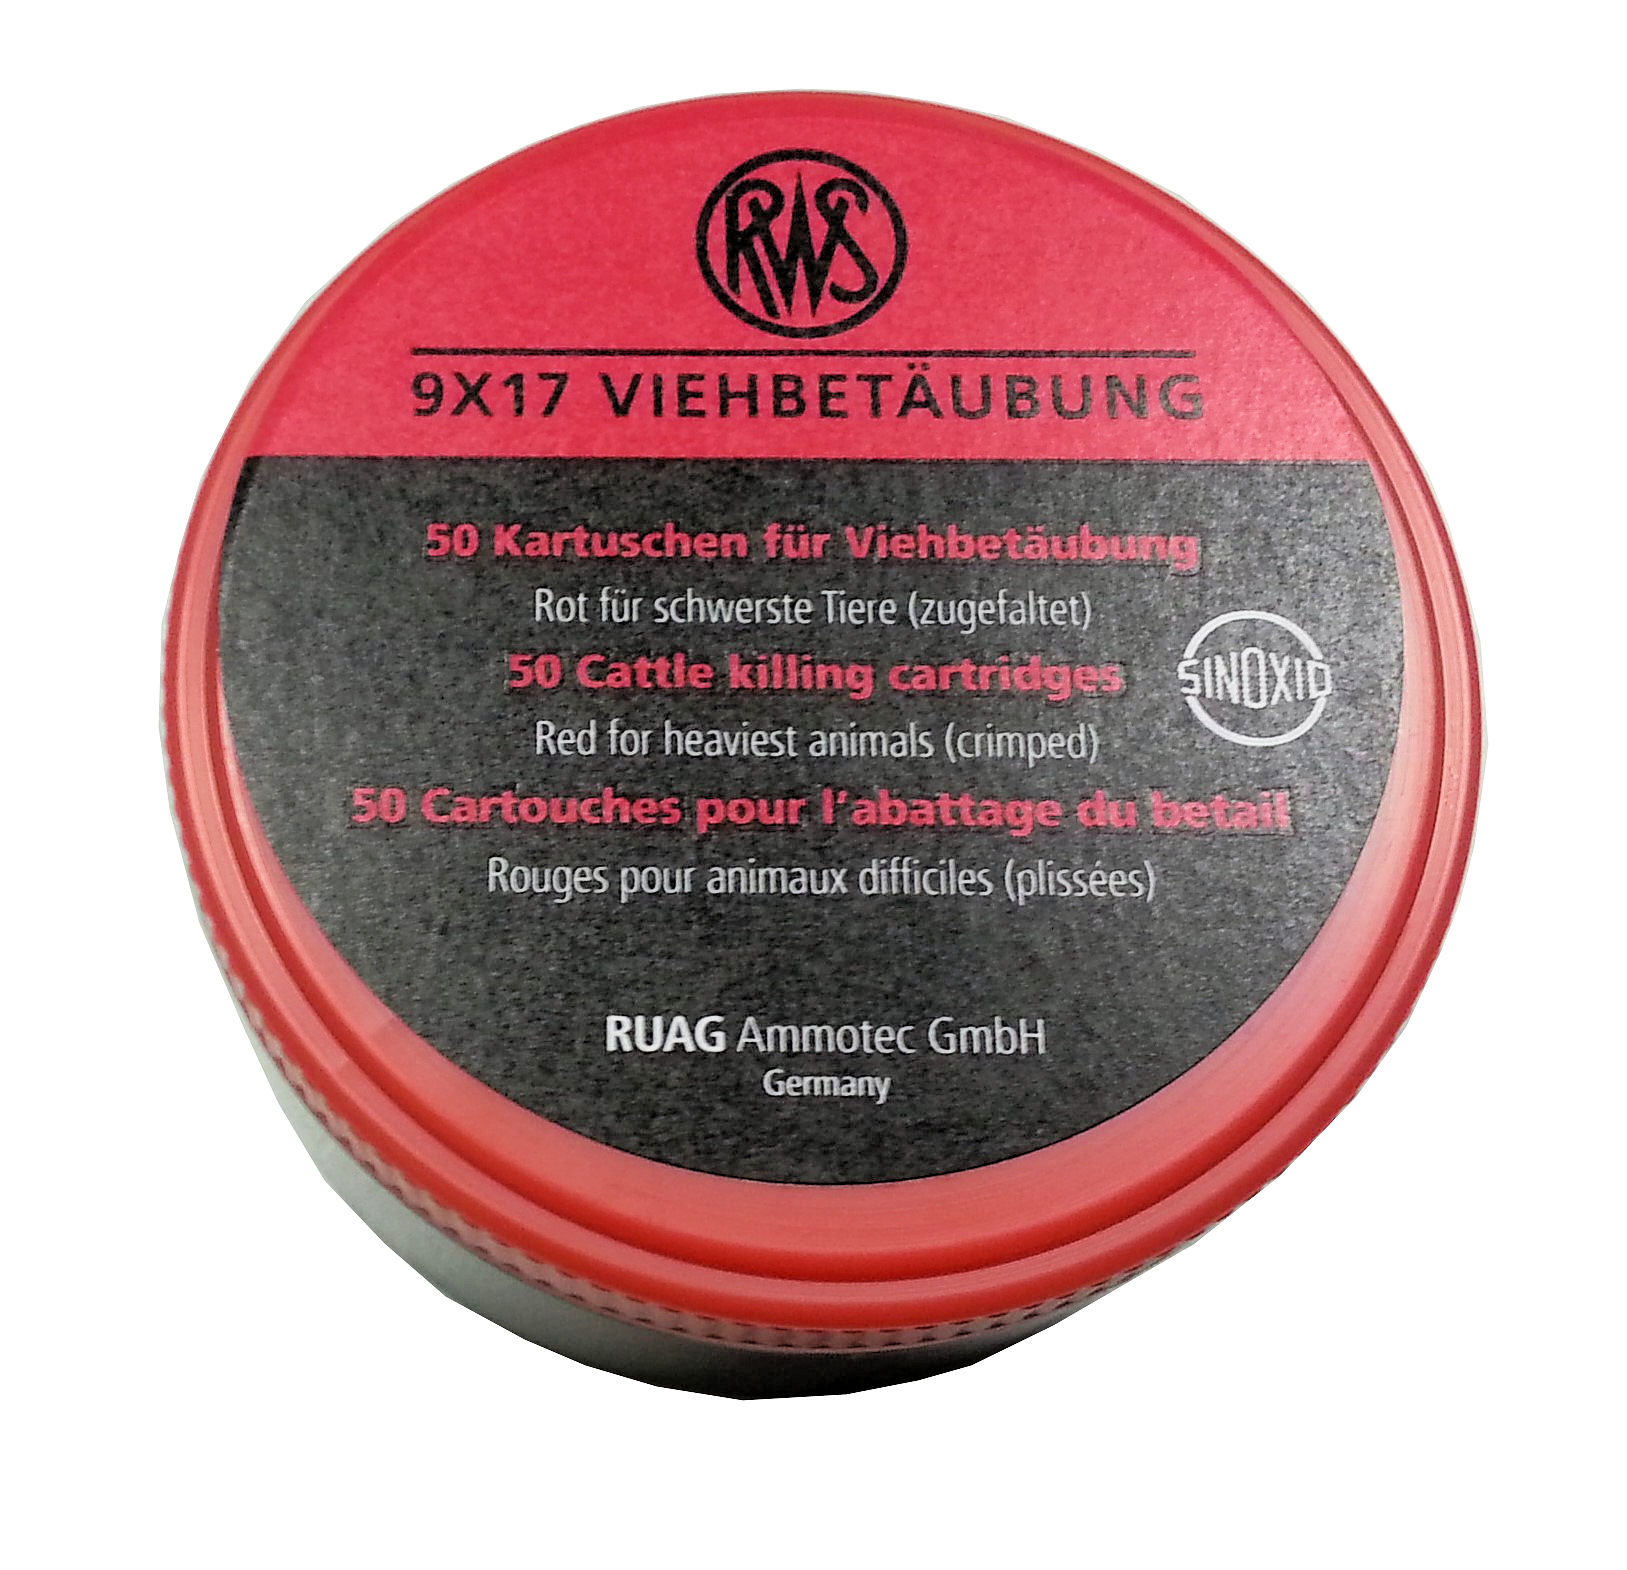 RWS
9X17 VIEHBETÄUBUNG
50 Kartuschen für Viehbetäubung
Rot für schwerste Tiere (zugefaltet)
50 Cattle killing cartridges
SINOXID
Red for heaviest animals (crimped)
50 Cartouches pour l'abattage du betail
Rouges pour animaux difficiles (plissées)
RUAG Ammotec GmbH
Germany